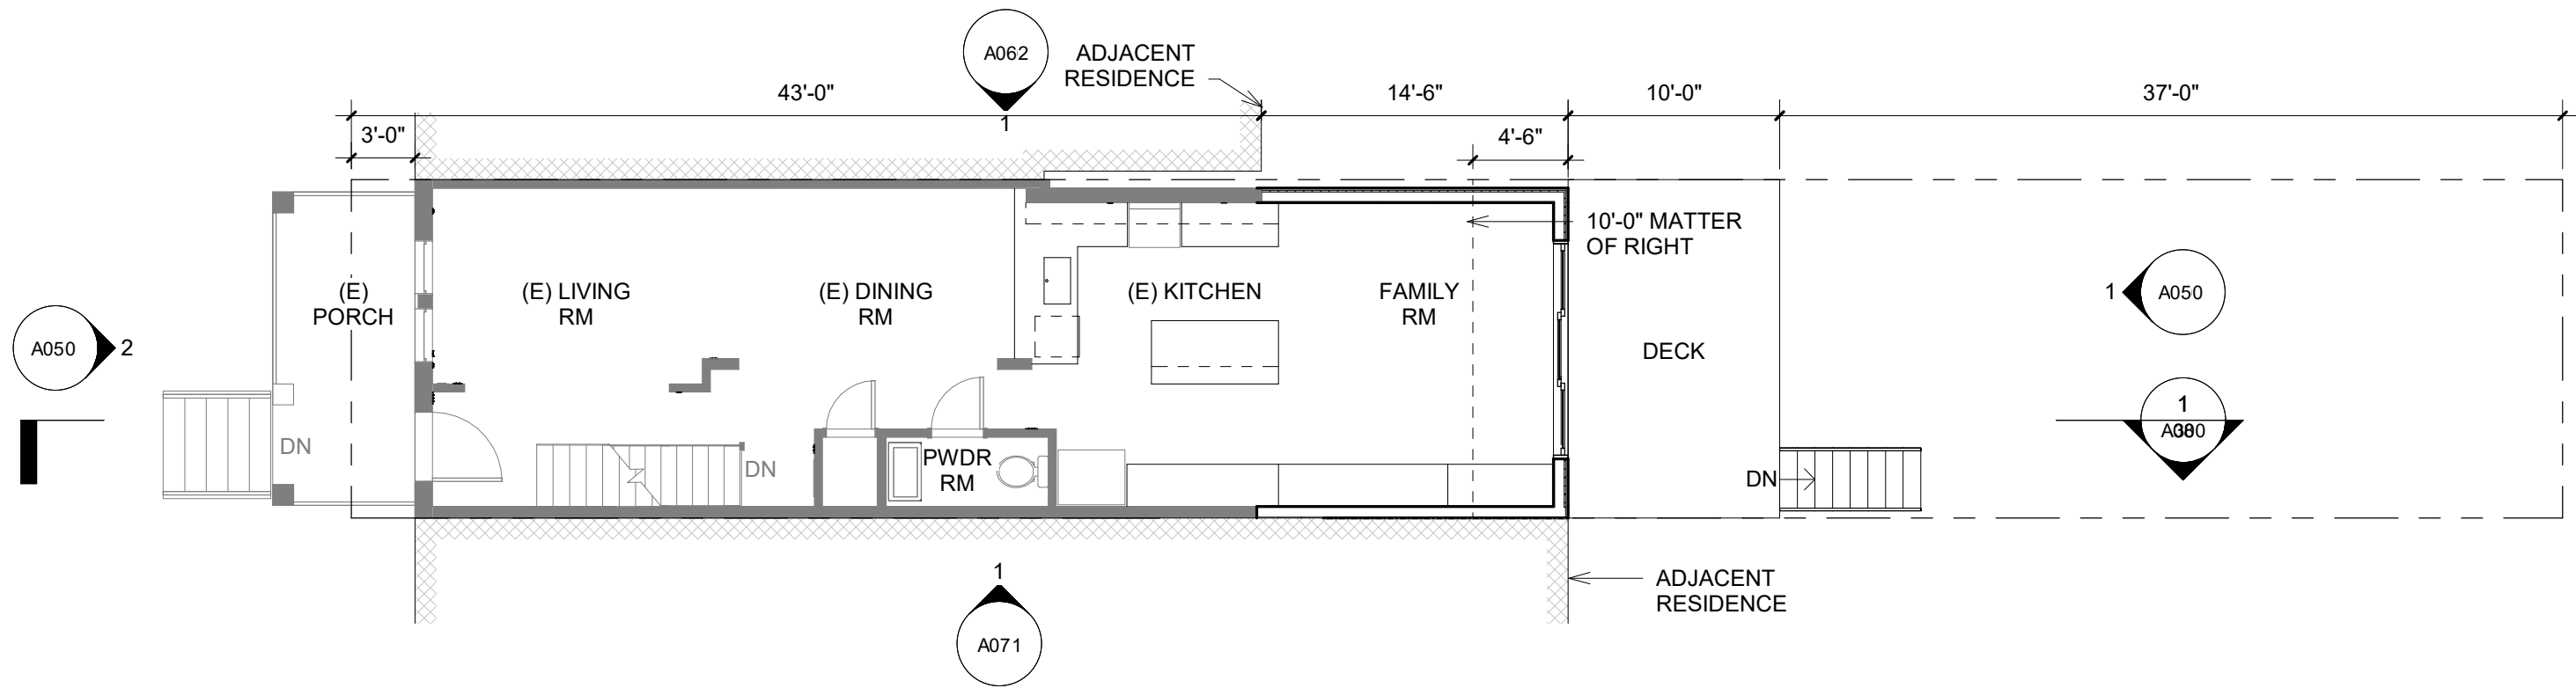 A062
ADJACENT
RESIDENCE
43'-0"
14'-6"
10'-0"
37'-0"
1
3'-0"
4'-6"
10'-0" MATTER
OF RIGHT
(E)
PORCH
(E) LIVING
RM
(E) DINING
RM
(E) KITCHEN
FAMILY
RM
1
A050
A050
2
DECK
1
DN
DN
PWDR
RM
DN
1
ADJACENT
RESIDENCE
A071